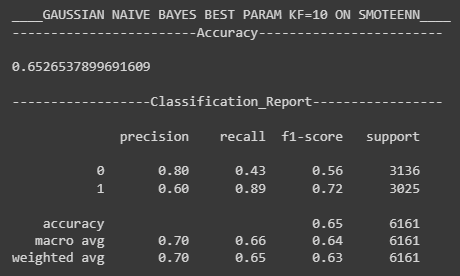 ____GAUSSIAN NAIVE BAYES BEST PARAM KF=10 ON SMOTEENN____
-----------------------Accuracy-----------------------
0.6526537899691609
-----------------Classification_Report----------------
precision recall f1-score support
0 0.80 0.43 0.56 3136
1 0.60 0.89 0.72 3025
accuracy 0.65 6161
macro avg 0.70 0.66 0.64 6161
weighted avg 0.70 0.65 0.63 6161